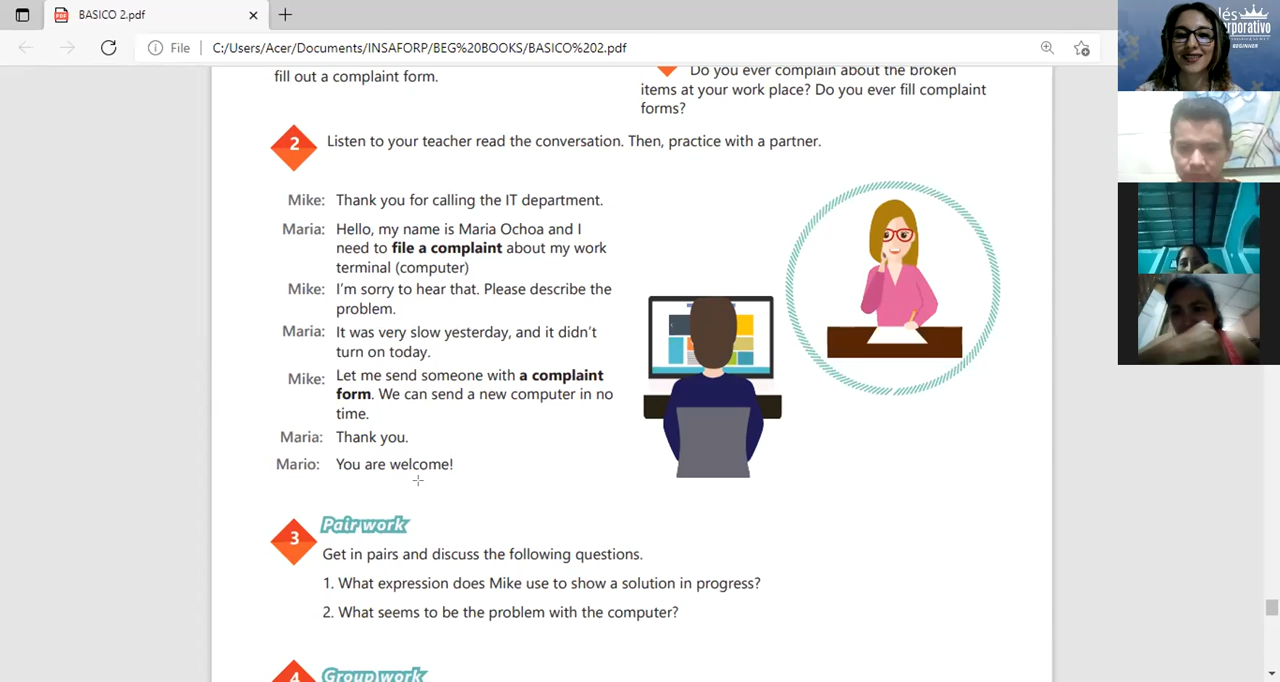 BASICO 2.pdf
File
C:/Users/Acer/Documents/INSAFORP/BEG%20BOOKS/BASICO%202.pdf
fill out a complaint form.
Do you ever complain about the broken
items at your work place? Do you ever fill complaint
forms?
2 Listen to your teacher read the conversation. Then, practice with a partner.
Mike: Thank you for calling the IT department.
Maria: Hello, my name is Maria Ochoa and I
need to file a complaint about my work
terminal (computer)
Mike: I'm sorry to hear that. Please describe the
problem.
Maria: It was very slow yesterday, and it didn't
turn on today.
Mike: Let me send someone with a complaint
form. We can send a new computer in no
time.
Maria: Thank you.
Mario: You are welcome!
3 Pair work
Get in pairs and discuss the following questions.
1. What expression does Mike use to show a solution in progress?
2. What seems to be the problem with the computer?
4 Group work
BEGINNER